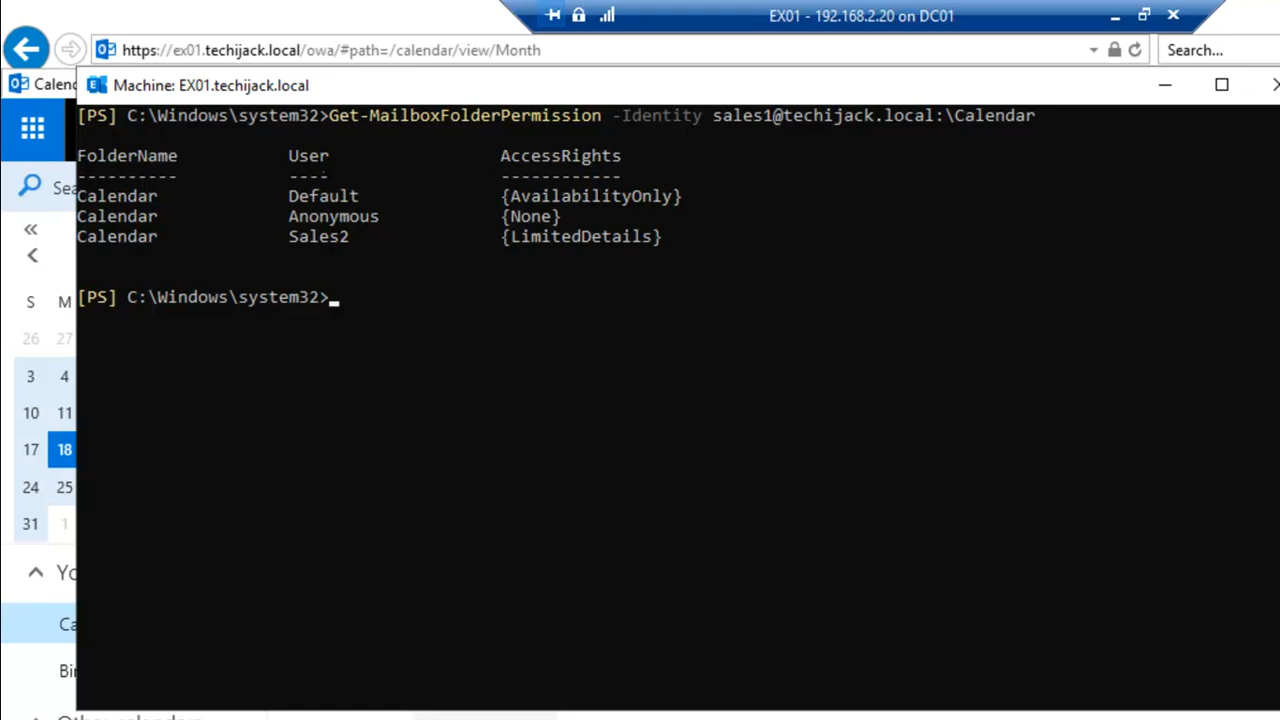 EX01 - 192.168.2.20 on DC01
https://ex01.techijack.local/owa/#path=/calendar/view/Month
Search...
Machine: EX01.techijack.local
[PS] C:\Windows\system32>Get-MailboxFolderPermission -Identity sales1@techijack.local:\Calendar
FolderName User AccessRights
---------- ---- ------------
Calendar Default {AvailabilityOnly}
Calendar Anonymous {None}
Calendar Sales2 {LimitedDetails}
[PS] C:\Windows\system32>
S M
26 27
3 4
10 11
17 18
24 25
31 1